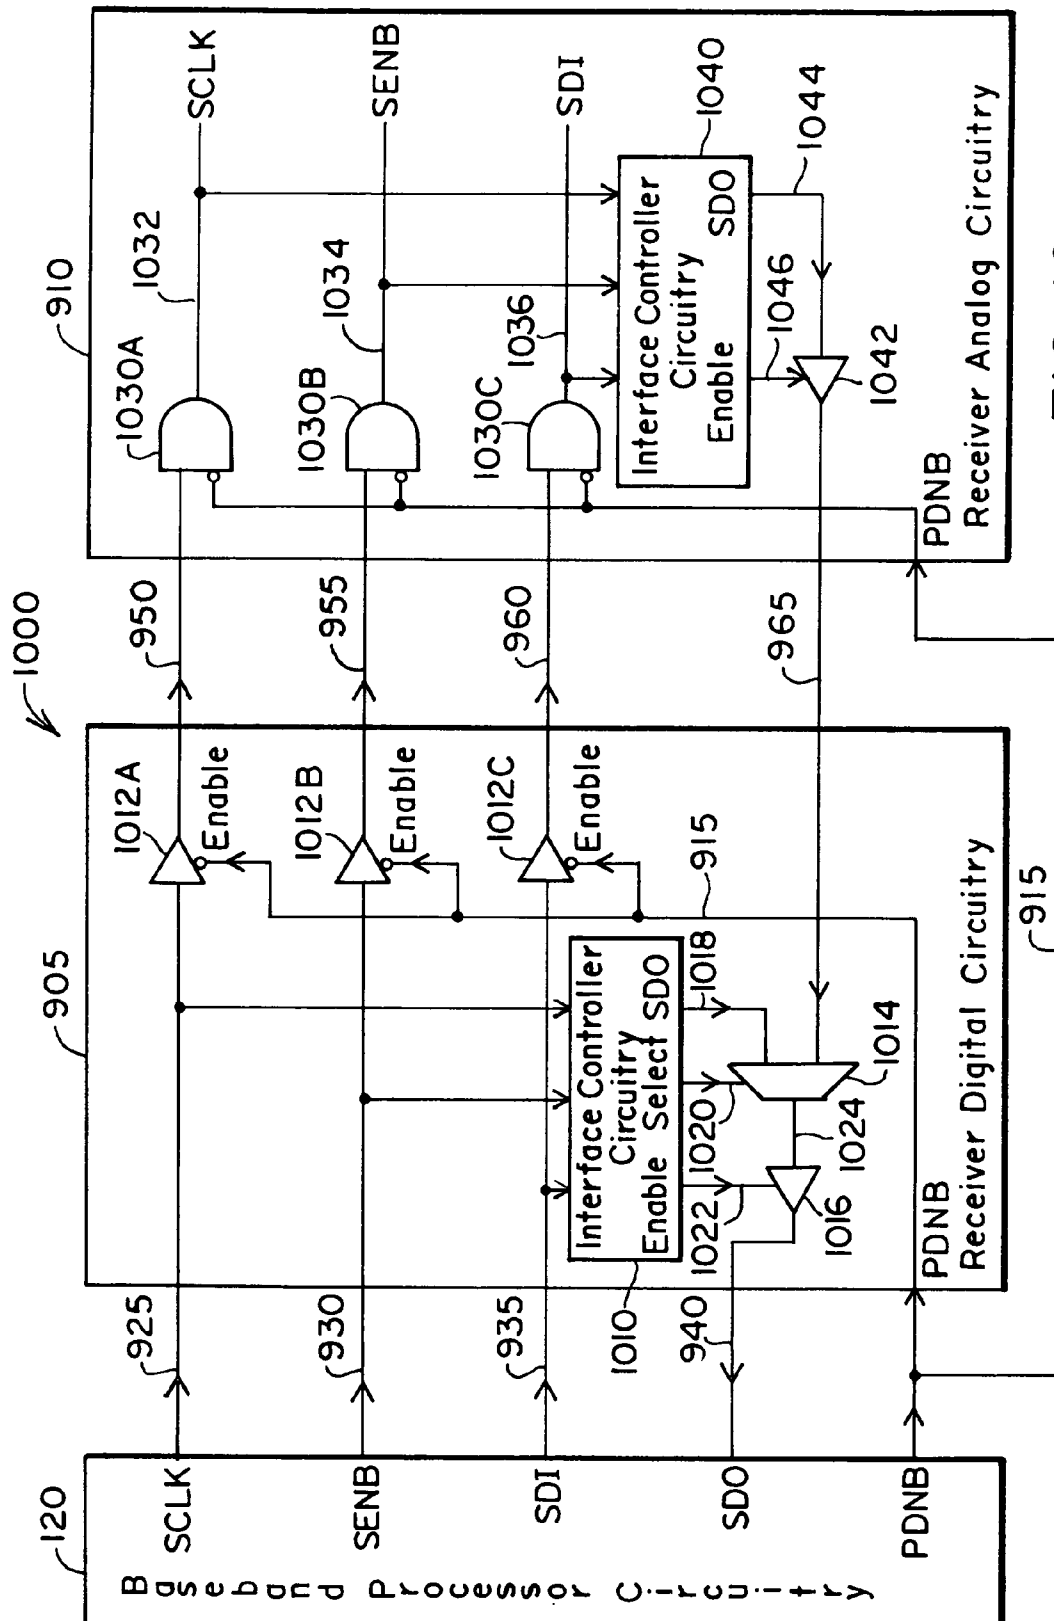 1000
120
Baseband Processor Circuitry
SCLK
SENB
SDI
SDO
PDNB
925
930
935
940
905
1012A
Enable
1012B
Enable
1012C
Enable
915
Interface Controller
Circuitry
Enable Select SDO
1010
1018
1020
1022
1014
1024
1016
PDNB
Receiver Digital Circuitry
915
950
955
960
965
910
1030A
1032
SCLK
1030B
1034
SENB
1030C
1036
SDI
Interface Controller
Circuitry
Enable SDO
1040
1044
1046
1042
PDNB
Receiver Analog Circuitry